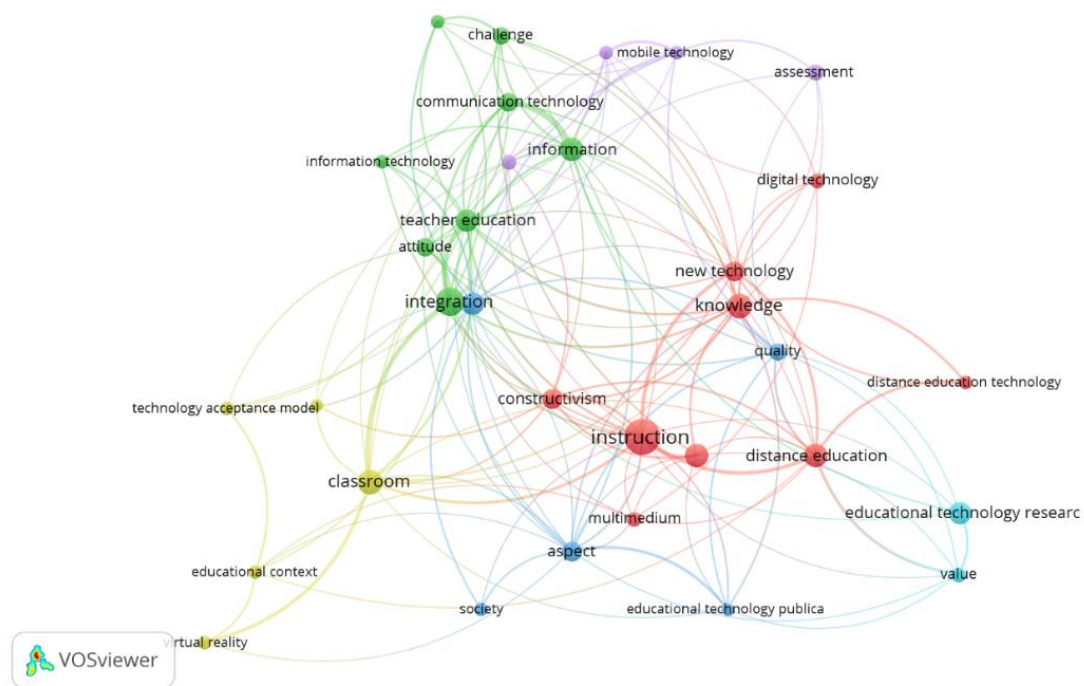 challenge
mobile technology
assessment
communication technology
information
information technology
digital technology
teacher education
attitude
new technology
integration
knowledge
quality
distance education technology
constructivism
technology acceptance model
instruction
distance education
classroom
educational technology researc
multimedium
aspect
educational context
value
society
educational technology publica
virtual reality
VOSviewer